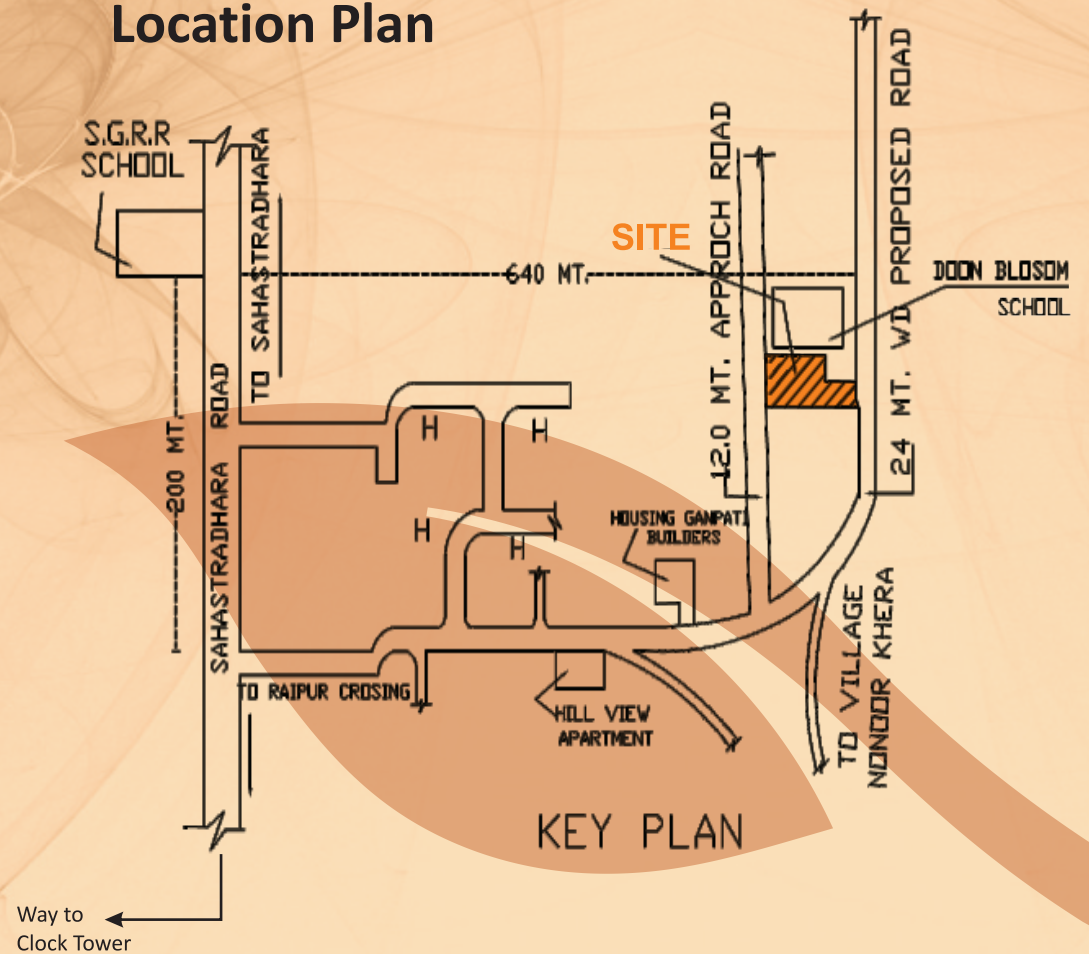 Location Plan
S.G.R.R
SCHOOL
TO SAHASTRADHARA
SITE
640 MT.
12.0 MT. APPROCH ROAD
24 MT. WD PROPOSED ROAD
DOON BLOSOM
SCHOOL
200 MT.
SAHASTRADHARA ROAD
H
H
H
H
HOUSING GANPATI
BUILDERS
TO RAIPUR CROSING
HILL VIEW
APARTMENT
TO VILLAGE
NONOOR KHERA
KEY PLAN
Way to
Clock Tower